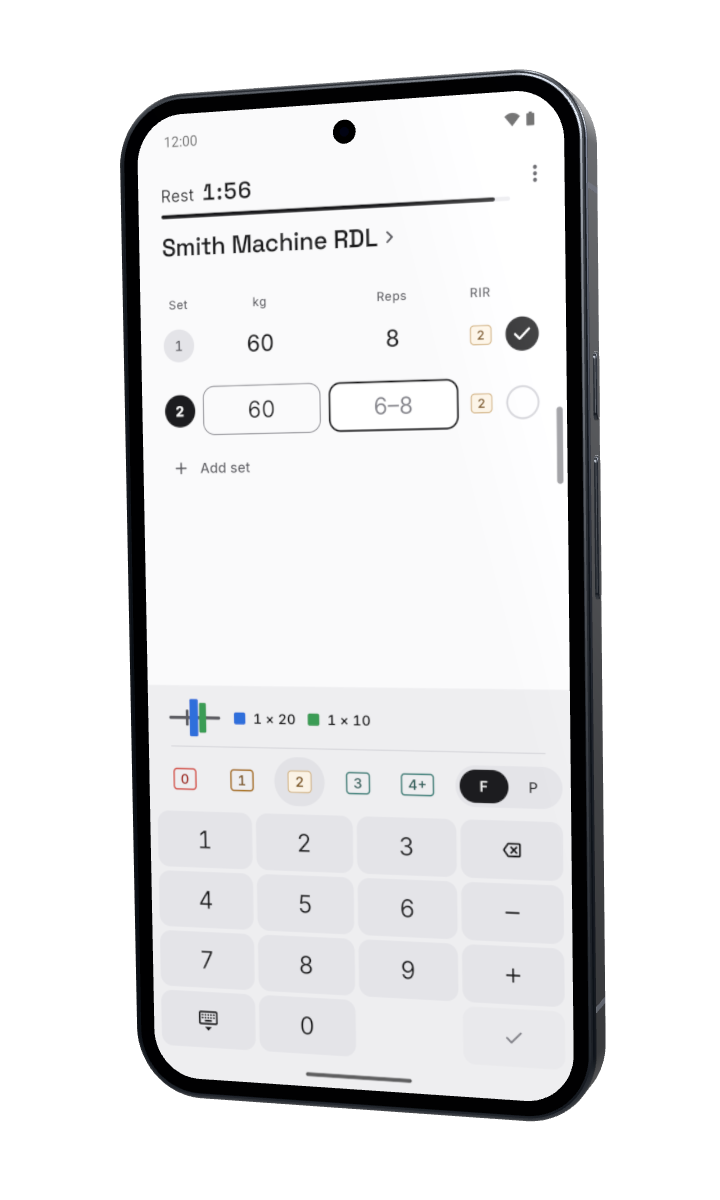 12:00
Rest 1:56
Smith Machine RDL
Set kg Reps RIR
1 60 8 2
2 60 6–8 2
+ Add set
1 × 20 1 × 10
0 1 2 3 4+ F P
1 2 3
4 5 6 −
7 8 9 +
0